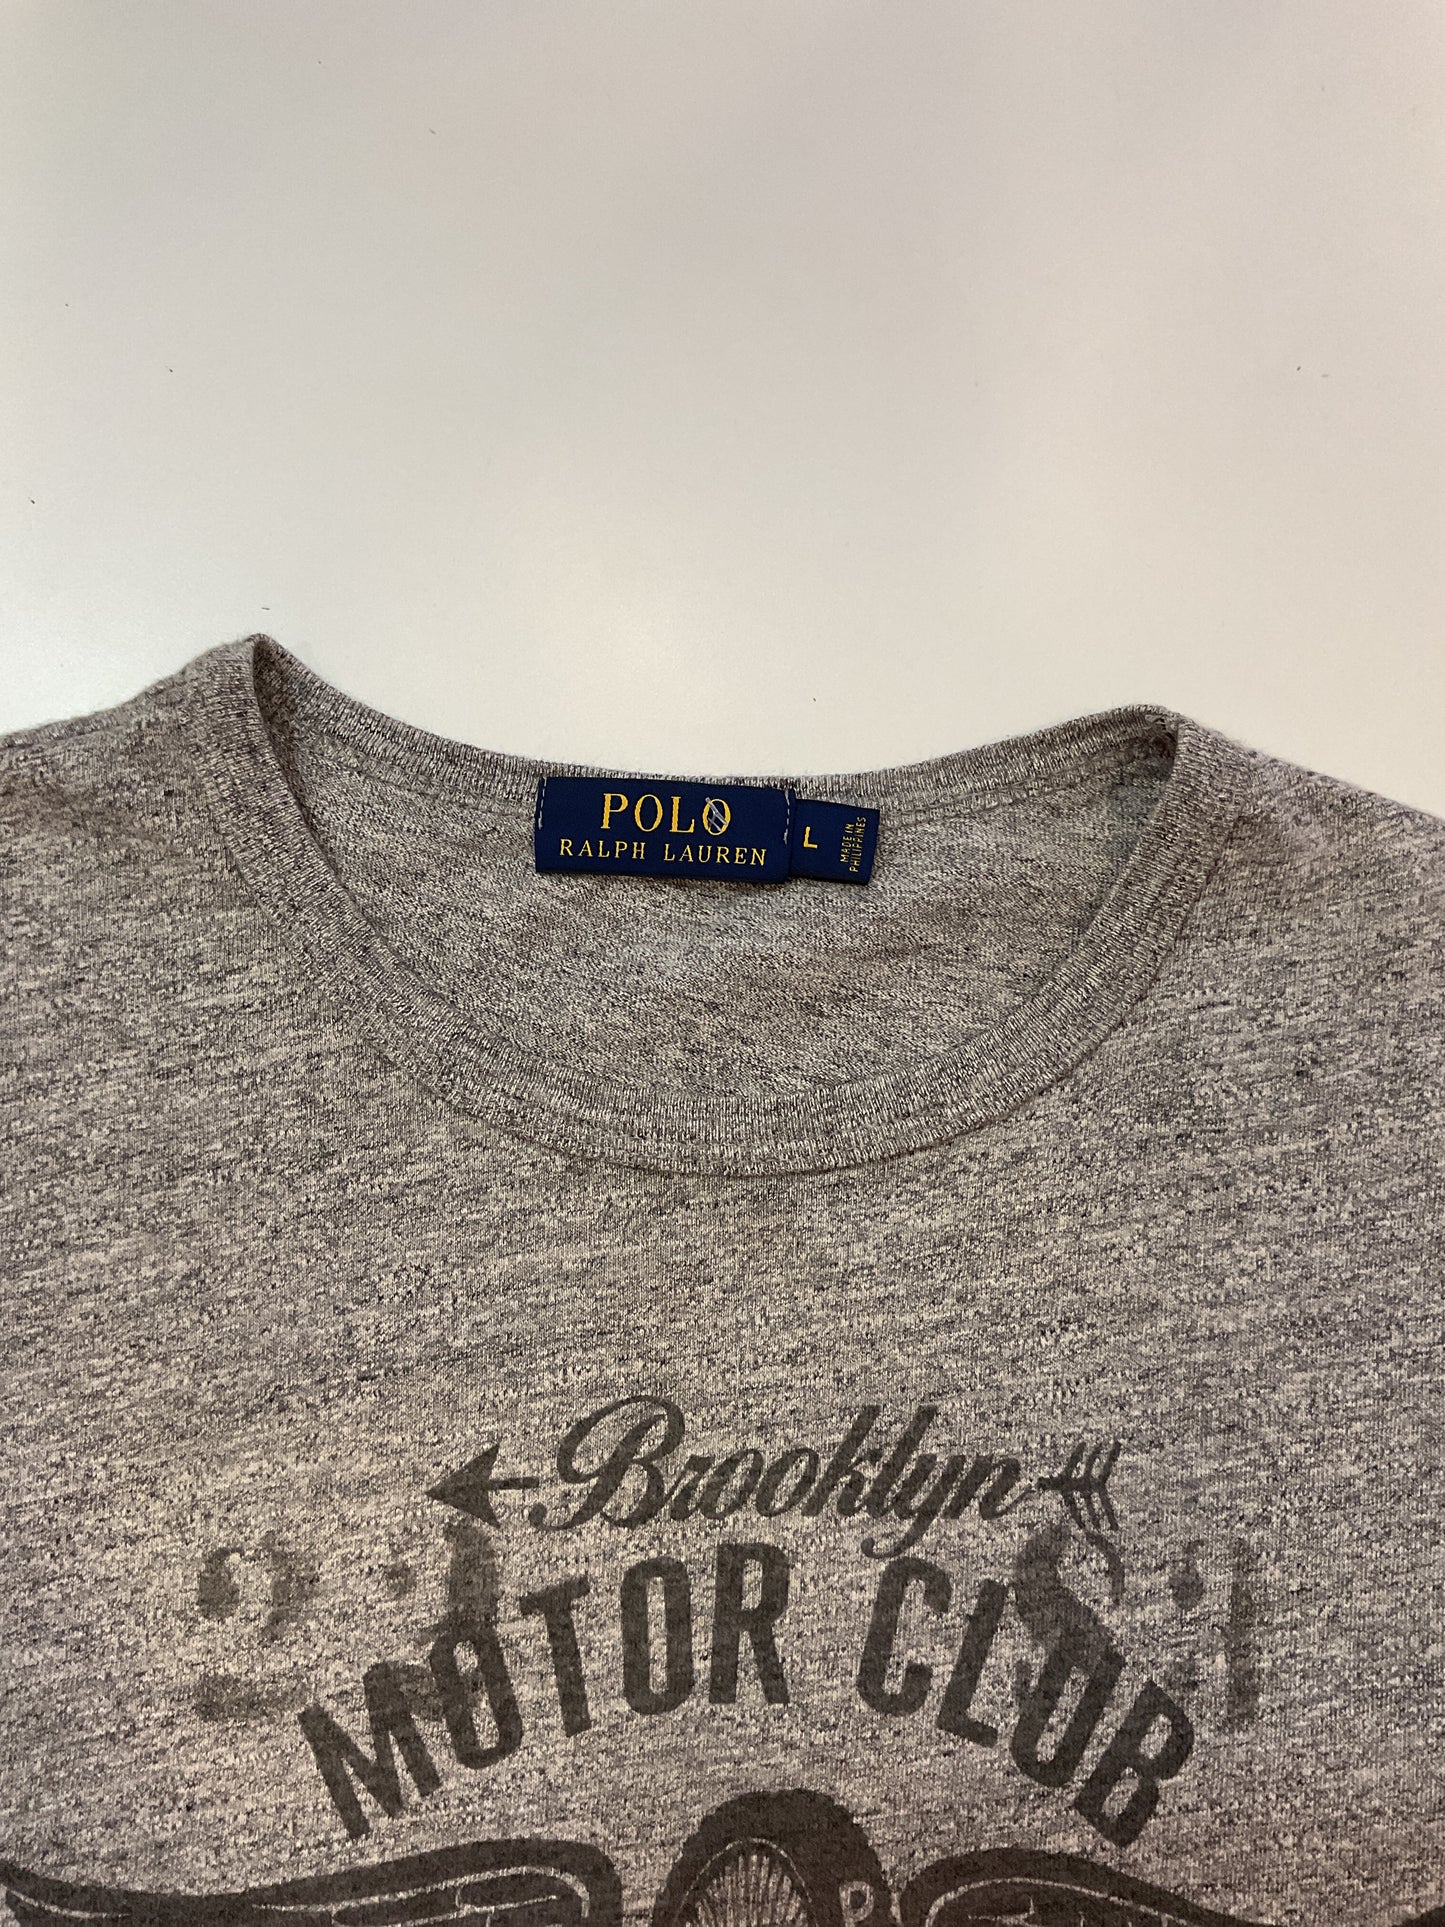 POLO
RALPH LAUREN
L
MADE IN
PHILIPPINES
Brooklyn
MOTOR CLUB